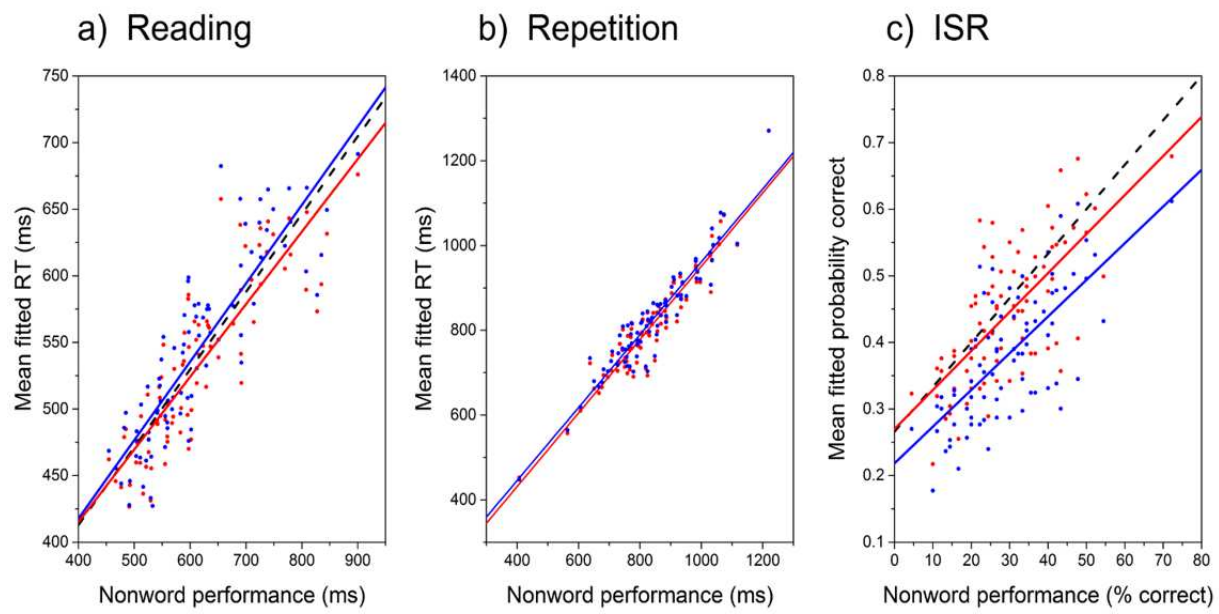 a) Reading
b) Repetition
c) ISR
750
700
650
600
550
500
450
400
Mean fitted RT (ms)
400 500 600 700 800 900
Nonword performance (ms)
1400
1200
1000
800
600
400
Mean fitted RT (ms)
400 600 800 1000 1200
Nonword performance (ms)
0.8
0.7
0.6
0.5
0.4
0.3
0.2
0.1
Mean fitted probability correct
0 10 20 30 40 50 60 70 80
Nonword performance (% correct)